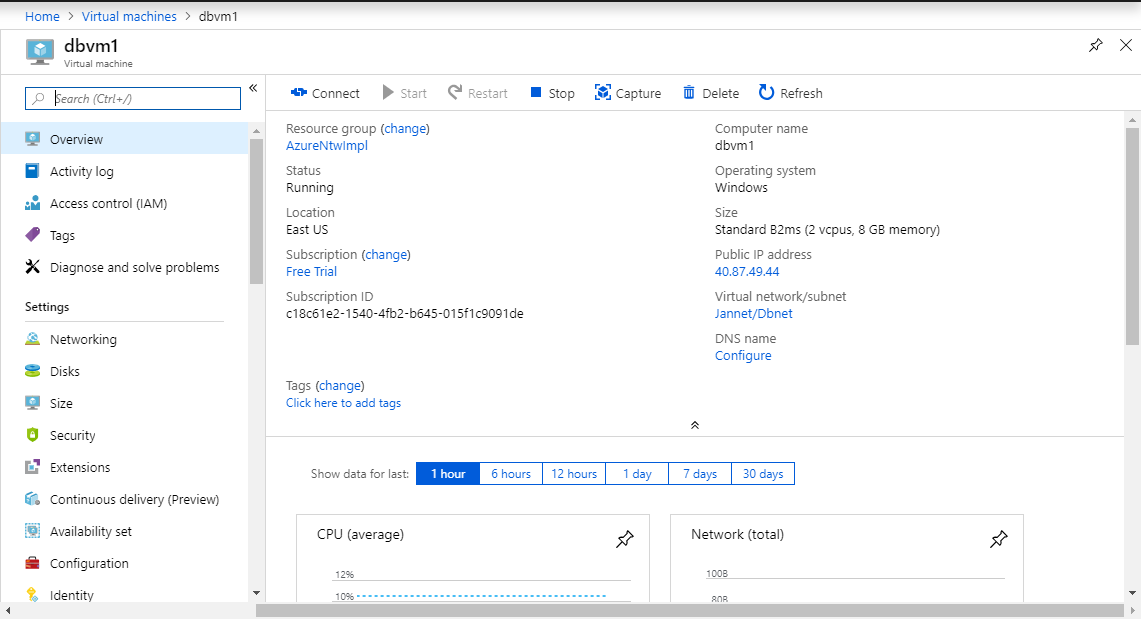 Home > Virtual machines > dbvm1
dbvm1
Virtual machine
Search (Ctrl+/)
Overview
Activity log
Access control (IAM)
Tags
Diagnose and solve problems
Settings
Networking
Disks
Size
Security
Extensions
Continuous delivery (Preview)
Availability set
Configuration
Identity
Connect Start Restart Stop Capture Delete Refresh
Resource group (change)
AzureNtwImpl
Status
Running
Location
East US
Subscription (change)
Free Trial
Subscription ID
c18c61e2-1540-4fb2-b645-015f1c9091de
Computer name
dbvm1
Operating system
Windows
Size
Standard B2ms (2 vcpus, 8 GB memory)
Public IP address
40.87.49.44
Virtual network/subnet
Jannet/Dbnet
DNS name
Configure
Tags (change)
Click here to add tags
Show data for last: 1 hour 6 hours 12 hours 1 day 7 days 30 days
CPU (average)
12%
10%
Network (total)
100B
80B